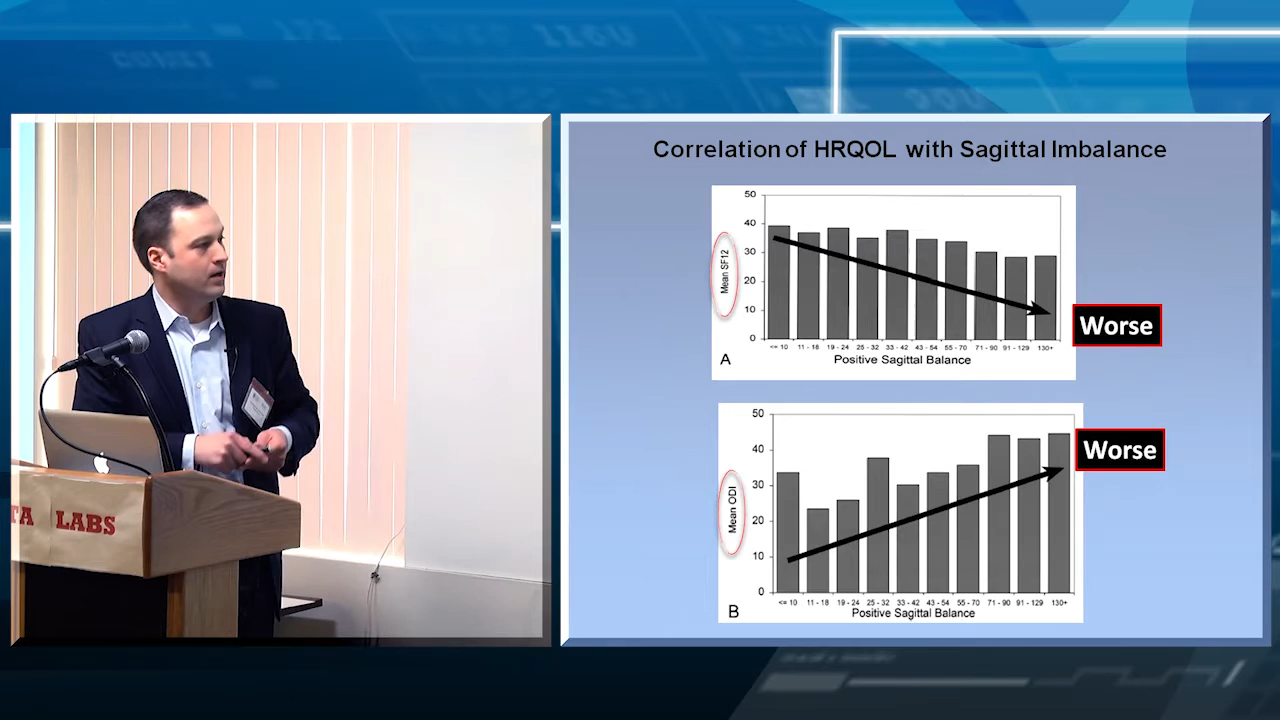 Correlation of HRQOL with Sagittal Imbalance
50
40
30
20
10
0
Mean SF12
<= 10 11 - 18 19 - 24 25 - 32 33 - 42 43 - 54 55 - 70 71 - 90 91 - 129 130+
Positive Sagittal Balance
A
Worse
50
40
30
20
10
0
Mean ODI
<= 10 11 - 18 19 - 24 25 - 32 33 - 42 43 - 54 55 - 70 71 - 90 91 - 129 130+
Positive Sagittal Balance
B
Worse
TA LABS